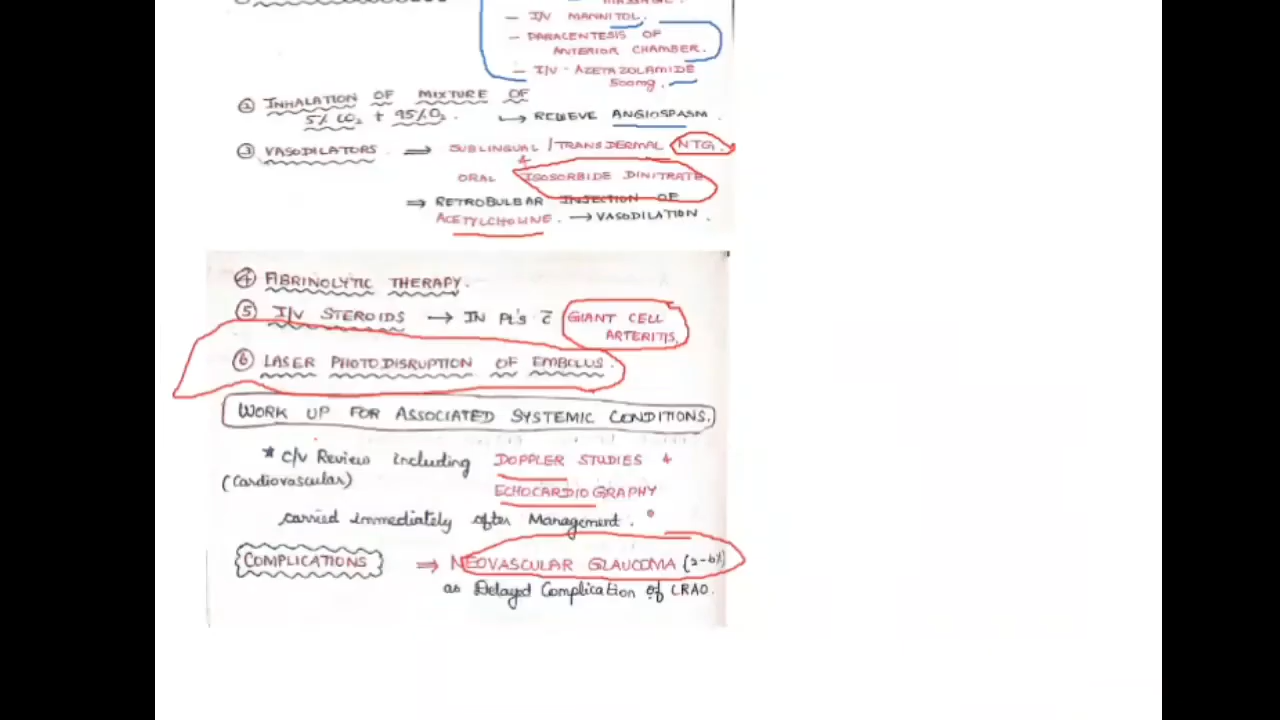 - I/V MANNITOL.
- PARACENTESIS OF
ANTERIOR CHAMBER.
- I/V - AZETAZOLAMIDE
500mg.
② INHALATION OF MIXTURE OF
5% CO₂ + 95% O₂. ↳ RELIEVE ANGIOSPASM.
③ VASODILATORS ⇒ SUBLINGUAL / TRANSDERMAL NTG.
+
ORAL ISOSORBIDE DINITRATE
⇒ RETROBULBAR INJECTION OF
ACETYLCHOLINE. → VASODILATION.
④ FIBRINOLYTIC THERAPY.
⑤ I/V STEROIDS → IN Pt's c̄ GIANT CELL
ARTERITIS.
⑥ LASER PHOTODISRUPTION OF EMBOLUS.
WORK UP FOR ASSOCIATED SYSTEMIC CONDITIONS.
* C/V Review including DOPPLER STUDIES +
(Cardiovascular) ECHOCARDIOGRAPHY
carried immediately after Management.
COMPLICATIONS ⇒ NEOVASCULAR GLAUCOMA (2-6%)
as Delayed Complication of CRAO.